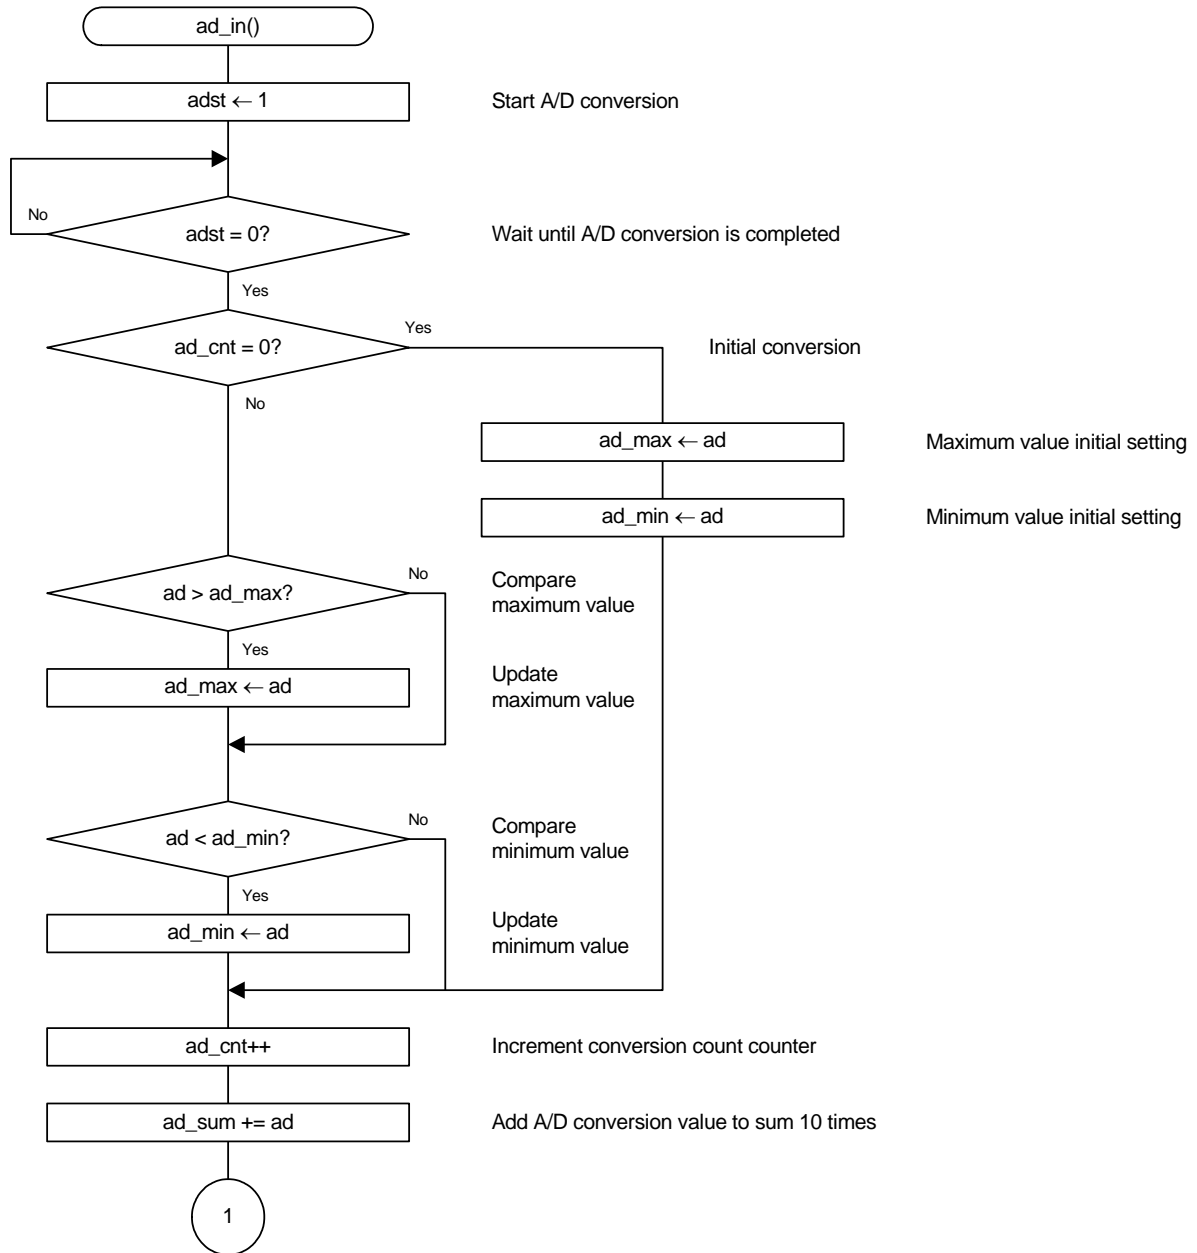 ad_in()
adst ← 1
Start A/D conversion
No
adst = 0?
Wait until A/D conversion is completed
Yes
Yes
ad_cnt = 0?
Initial conversion
No
ad_max ← ad
Maximum value initial setting
ad_min ← ad
Minimum value initial setting
No
ad > ad_max?
Compare
maximum value
Yes
ad_max ← ad
Update
maximum value
No
ad < ad_min?
Compare
minimum value
Yes
ad_min ← ad
Update
minimum value
ad_cnt++
Increment conversion count counter
ad_sum += ad
Add A/D conversion value to sum 10 times
1